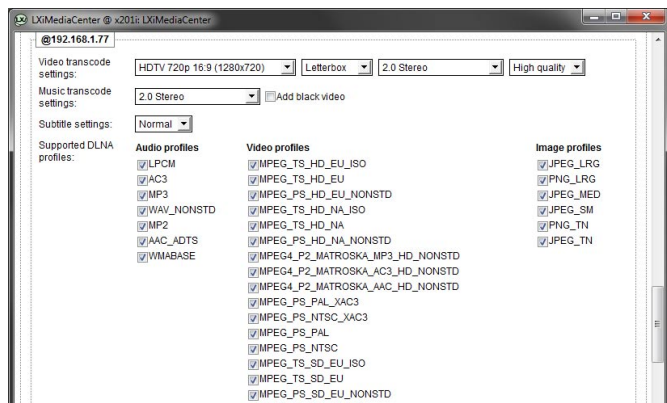 LXiMediaCenter @ x201i: LXiMediaCenter
@192.168.1.77
Video transcode settings: HDTV 720p 16:9 (1280x720) Letterbox 2.0 Stereo High quality
Music transcode settings: 2.0 Stereo Add black video
Subtitle settings: Normal
Supported DLNA profiles:
Audio profiles Video profiles Image profiles
LPCM MPEG_TS_HD_EU_ISO JPEG_LRG
AC3 MPEG_TS_HD_EU PNG_LRG
MP3 MPEG_PS_HD_EU_NONSTD JPEG_MED
WAV_NONSTD MPEG_TS_HD_NA_ISO JPEG_SM
MP2 MPEG_TS_HD_NA PNG_TN
AAC_ADTS MPEG_PS_HD_NA_NONSTD JPEG_TN
WMABASE MPEG4_P2_MATROSKA_MP3_HD_NONSTD
MPEG4_P2_MATROSKA_AC3_HD_NONSTD
MPEG4_P2_MATROSKA_AAC_HD_NONSTD
MPEG_PS_PAL_XAC3
MPEG_PS_NTSC_XAC3
MPEG_PS_PAL
MPEG_PS_NTSC
MPEG_TS_SD_EU_ISO
MPEG_TS_SD_EU
MPEG_PS_SD_EU_NONSTD